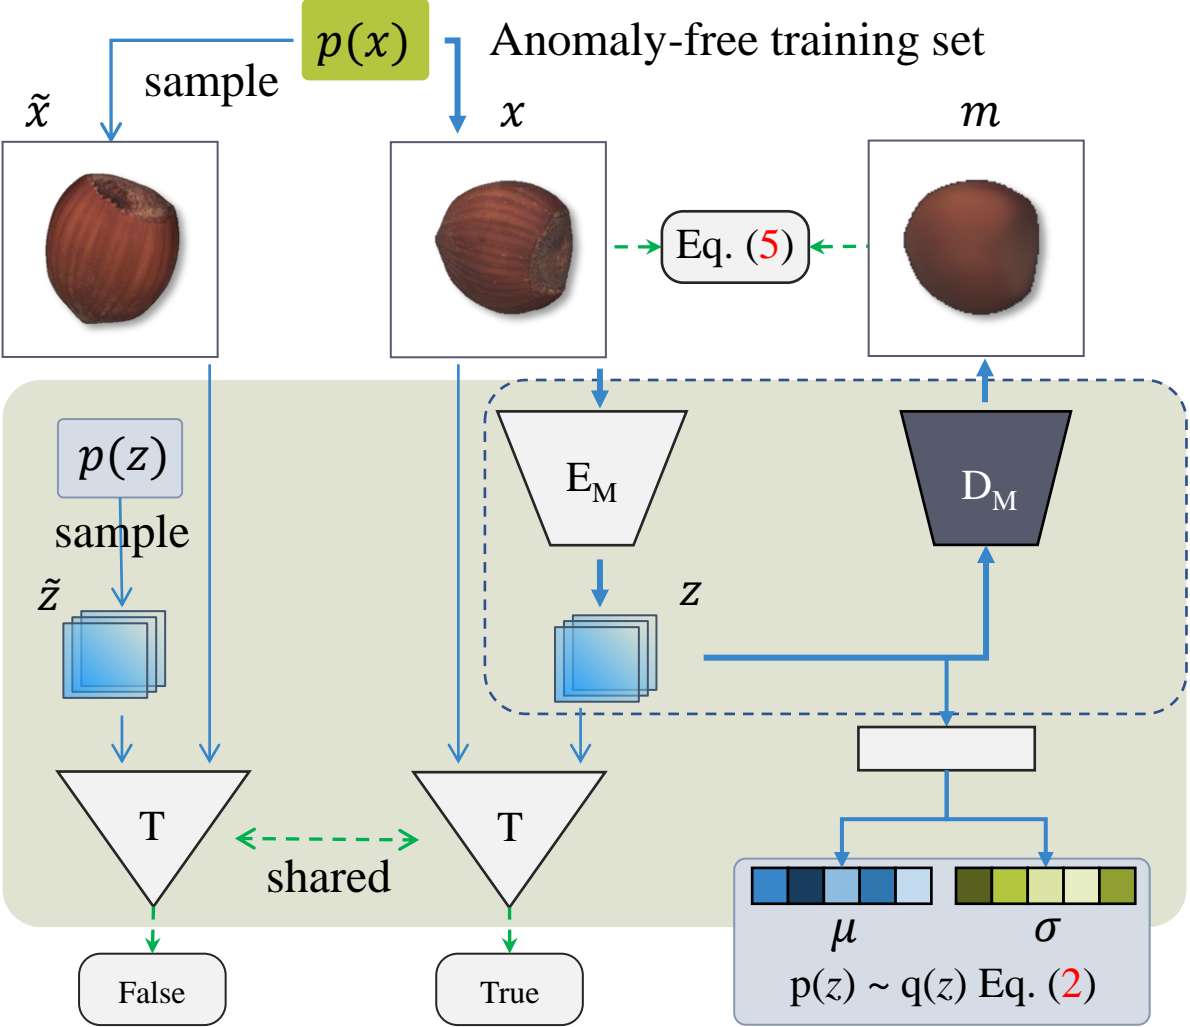 p(x) Anomaly-free training set
sample
x̃
x
m
Eq. (5)
p(z)
sample
z̃
E_M
D_M
z
T
T
shared
False
True
μ
σ
p(z) ~ q(z) Eq. (2)